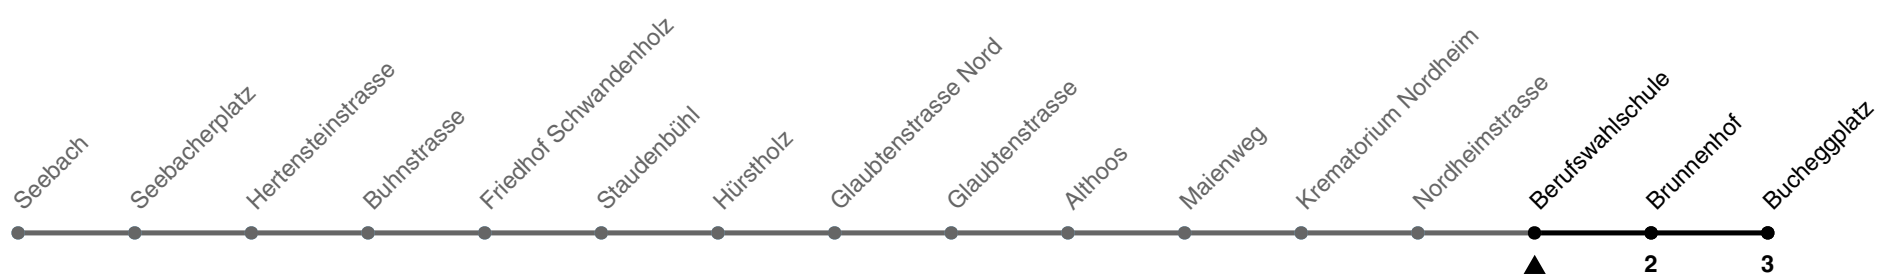 Seebach
Seebacherplatz
Hertensteinstrasse
Buhnstrasse
Friedhof Schwandenholz
Staudenbühl
Hürstholz
Glaubtenstrasse Nord
Glaubtenstrasse
Althoos
Maienweg
Krematorium Nordheim
Nordheimstrasse
Berufswahlschule
Brunnenhof
Bucheggplatz
2
3